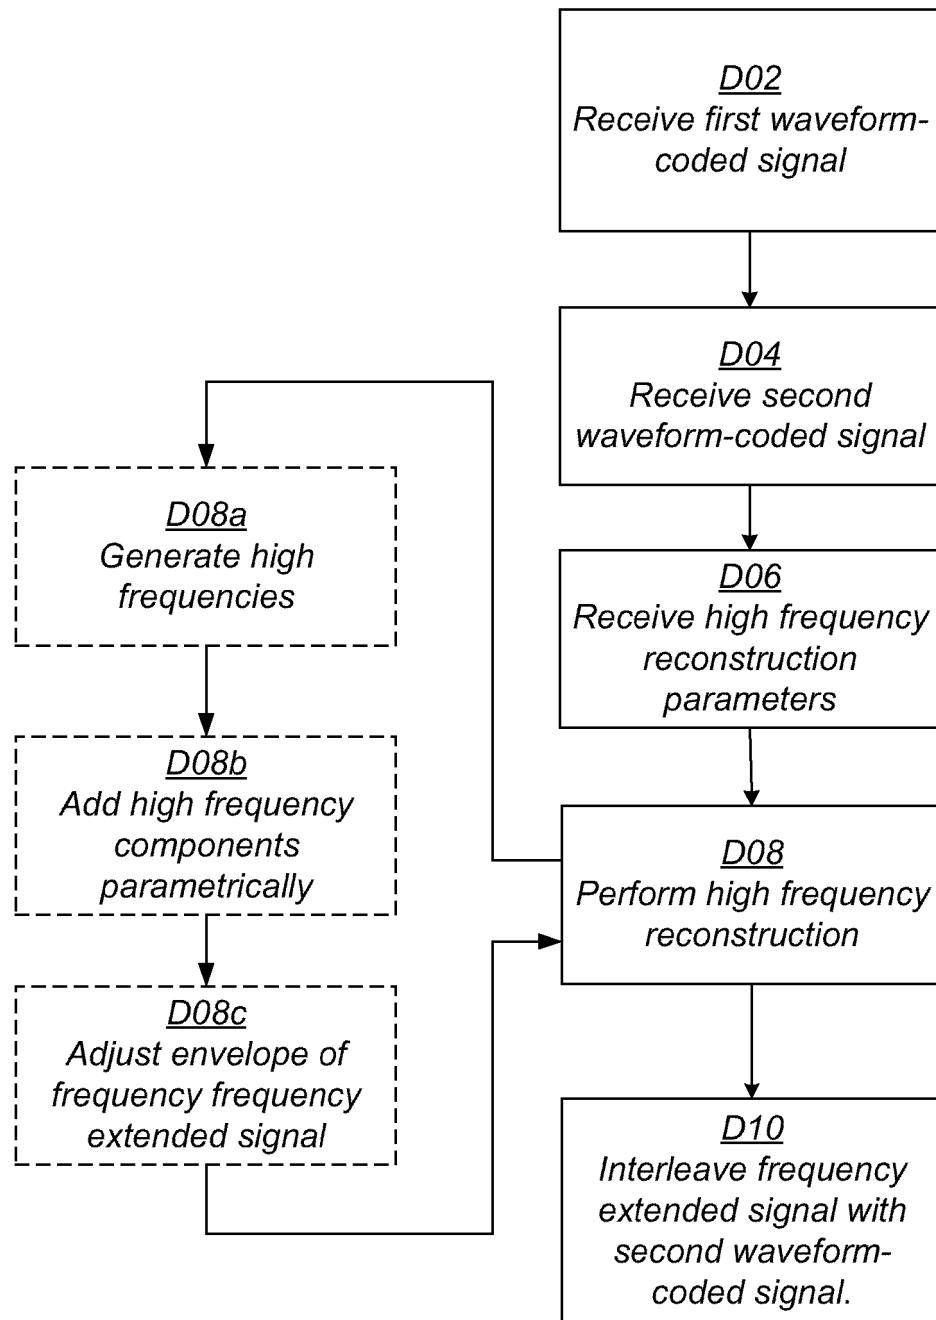 D02
Receive first waveform-
coded signal
D04
Receive second
waveform-coded signal
D06
Receive high frequency
reconstruction
parameters
D08
Perform high frequency
reconstruction
D08a
Generate high
frequencies
D08b
Add high frequency
components
parametrically
D08c
Adjust envelope of
frequency frequency
extended signal
D10
Interleave frequency
extended signal with
second waveform-
coded signal.